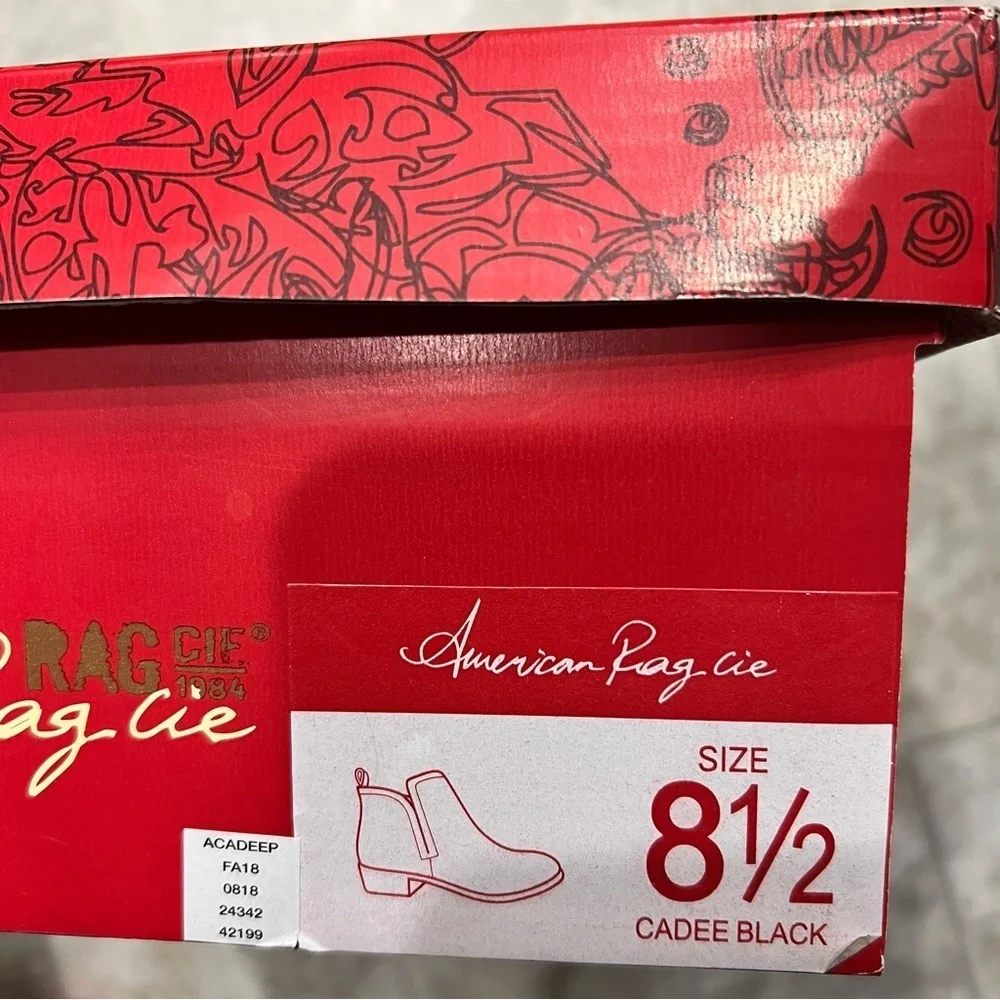 RAG CIE®
1984
ag Cie
American Rag Cie
SIZE
8½
CADEE BLACK
ACADEEP
FA18
0818
24342
42199